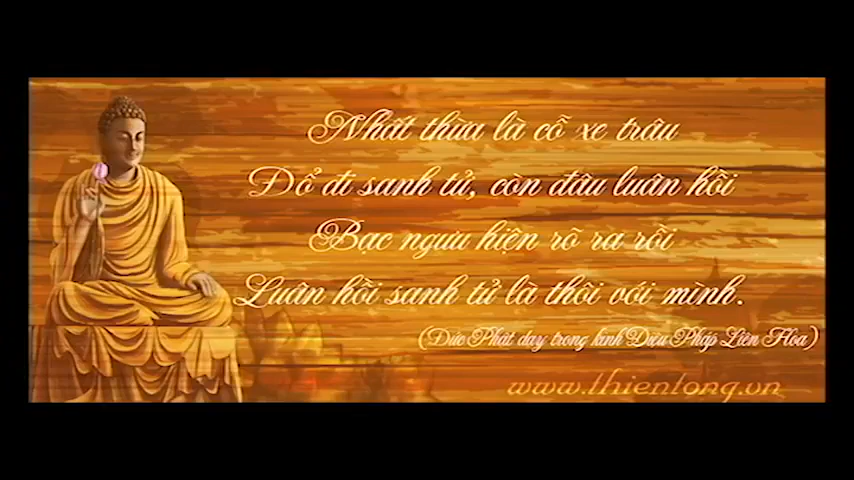 Nhất thừa là cỗ xe trâu
Đổ đi sanh tử, còn đâu luân hồi
Bạc ngưu hiện rõ ra rồi
Luân hồi sanh tử là thôi với mình.
(Đức Phật dạy trong kinh Diệu Pháp Liên Hoa)
www.thientong.vn